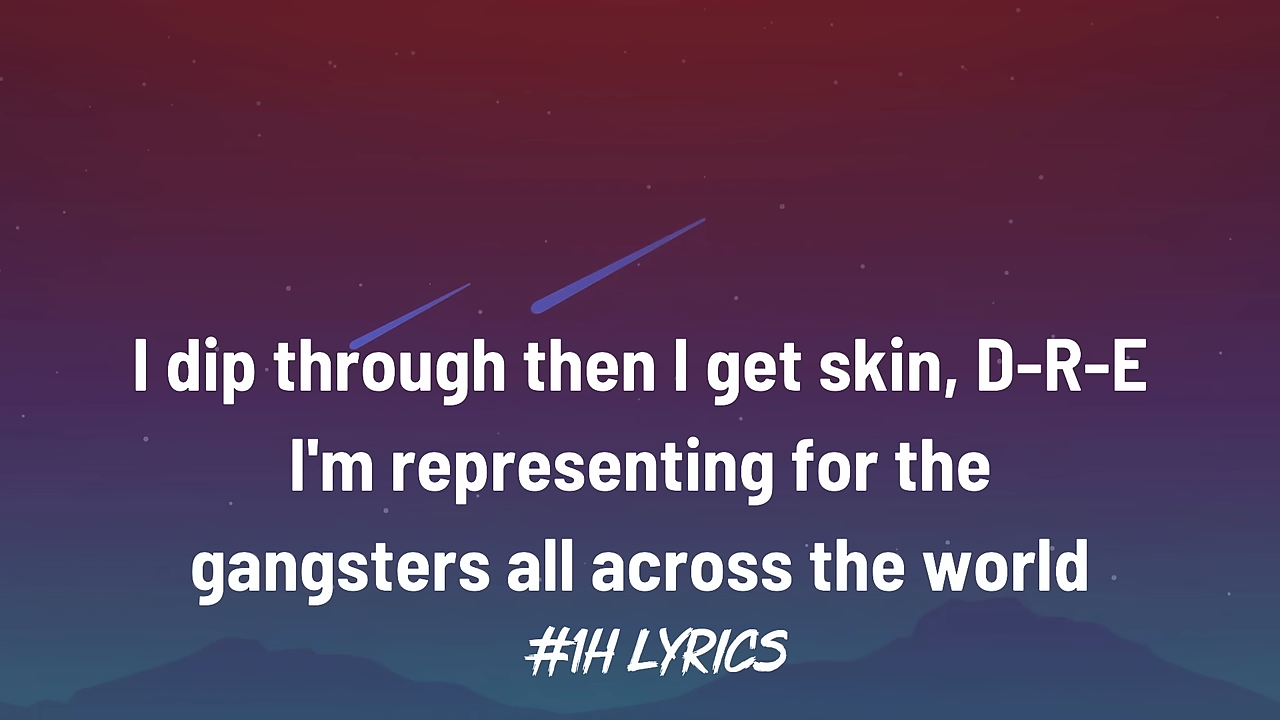 I dip through then I get skin, D-R-E
I'm representing for the
gangsters all across the world
#1H LYRICS